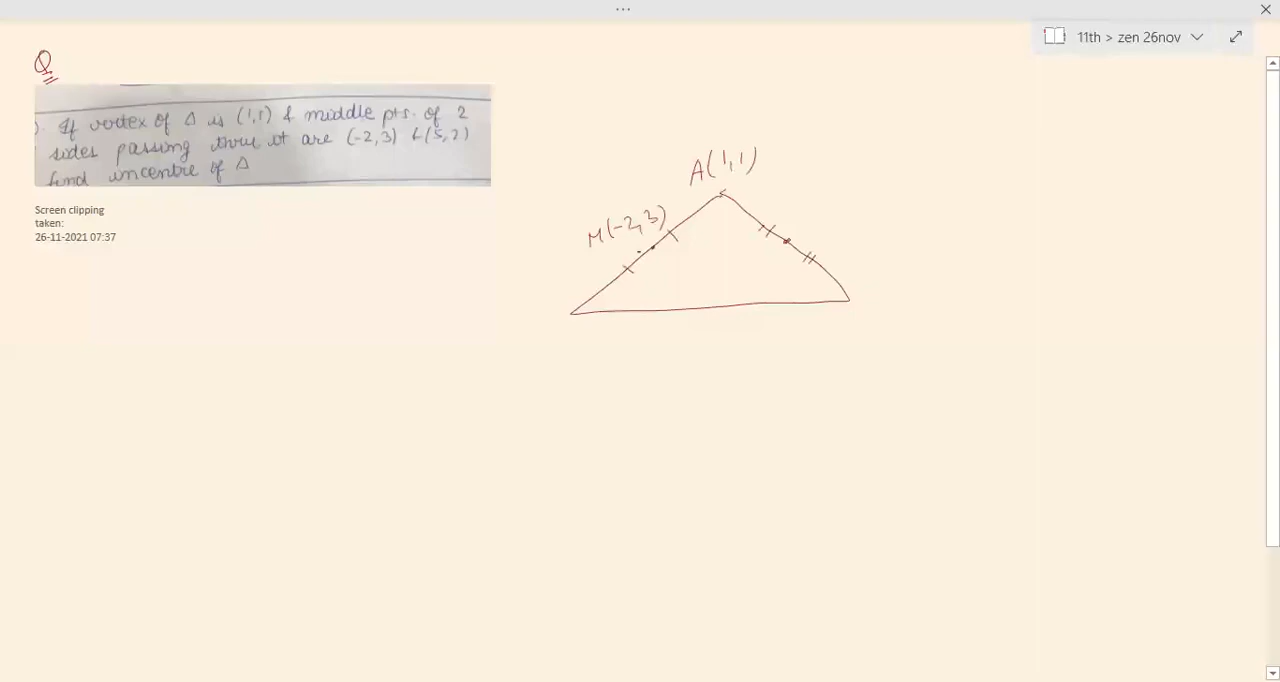 11th > zen 26nov
Q
). If vertex of Δ is (1,1) & middle pts. of 2
sides passing thru it are (-2,3) &(5,2)
find incentre of Δ
Screen clipping
taken:
26-11-2021 07:37
A(1,1)
M(-2,3)